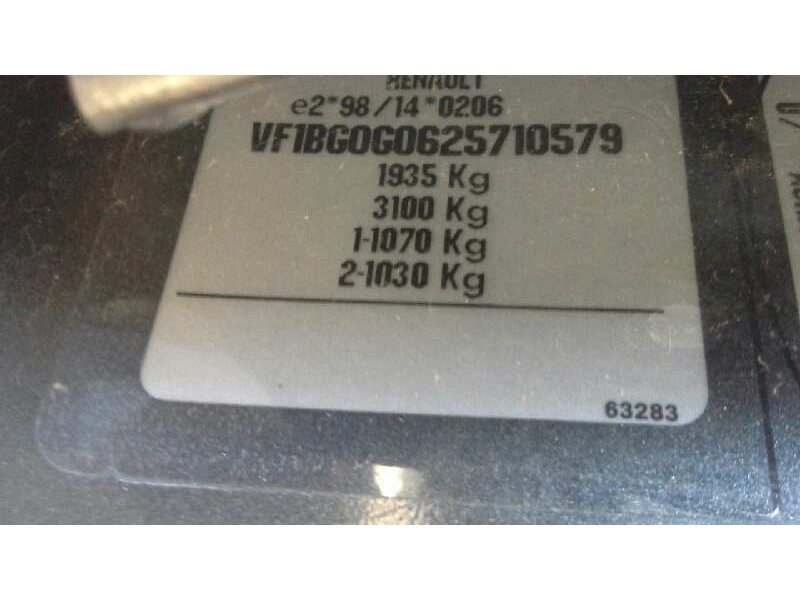 RENAULT
e2*98/14*0206
VF1BG0G0625710579
1935 Kg
3100 Kg
1-1070 Kg
2-1030 Kg
63283